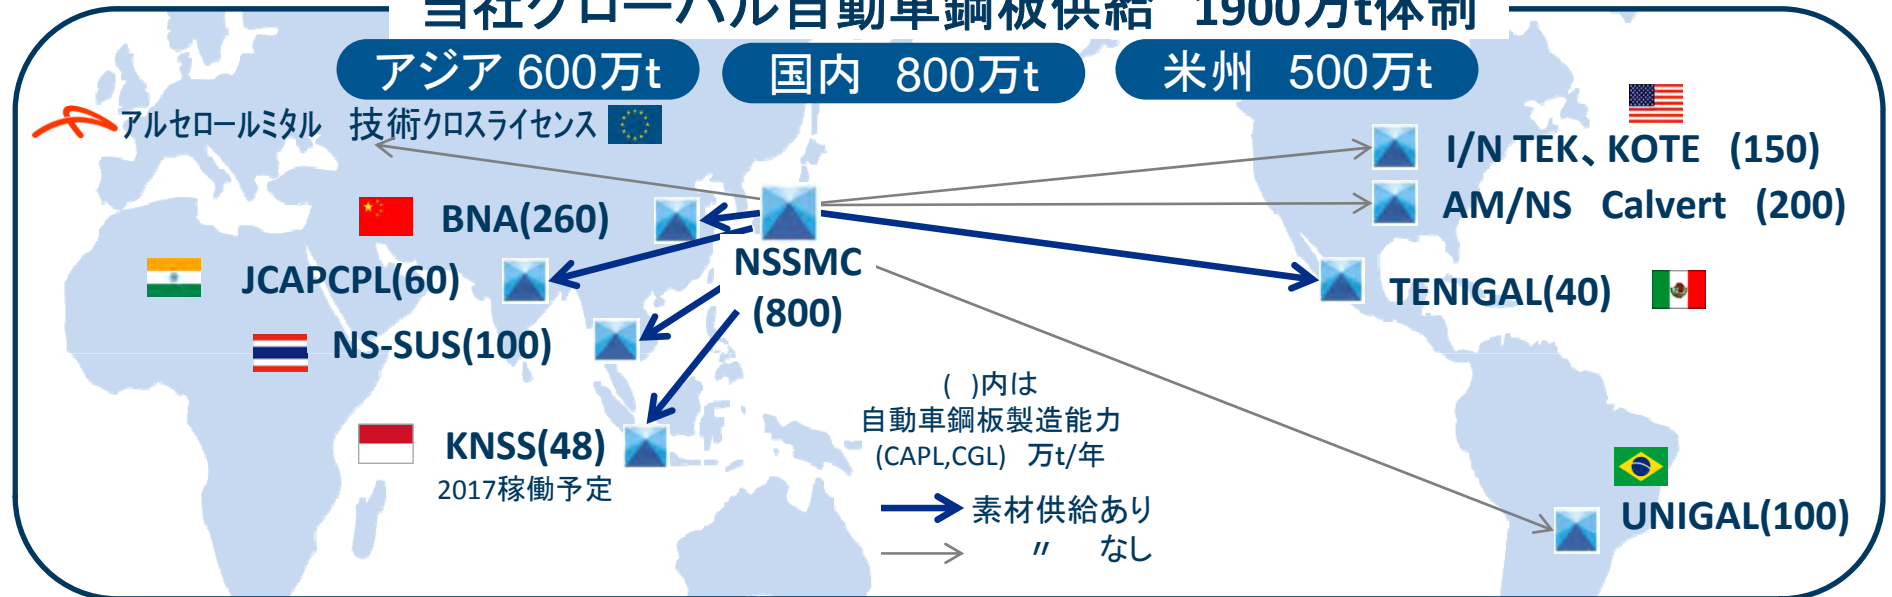 当社グローバル自動車鋼板供給 1900万t体制
アジア 600万t
国内 800万t
米州 500万t
アルセロールミタル 技術クロスライセンス
I/N TEK、KOTE (150)
AM/NS Calvert (200)
BNA(260)
NSSMC
(800)
JCAPCPL(60)
TENIGAL(40)
NS-SUS(100)
( )内は
自動車鋼板製造能力
(CAPL,CGL) 万t/年
KNSS(48)
2017稼働予定
素材供給あり
〃 なし
UNIGAL(100)